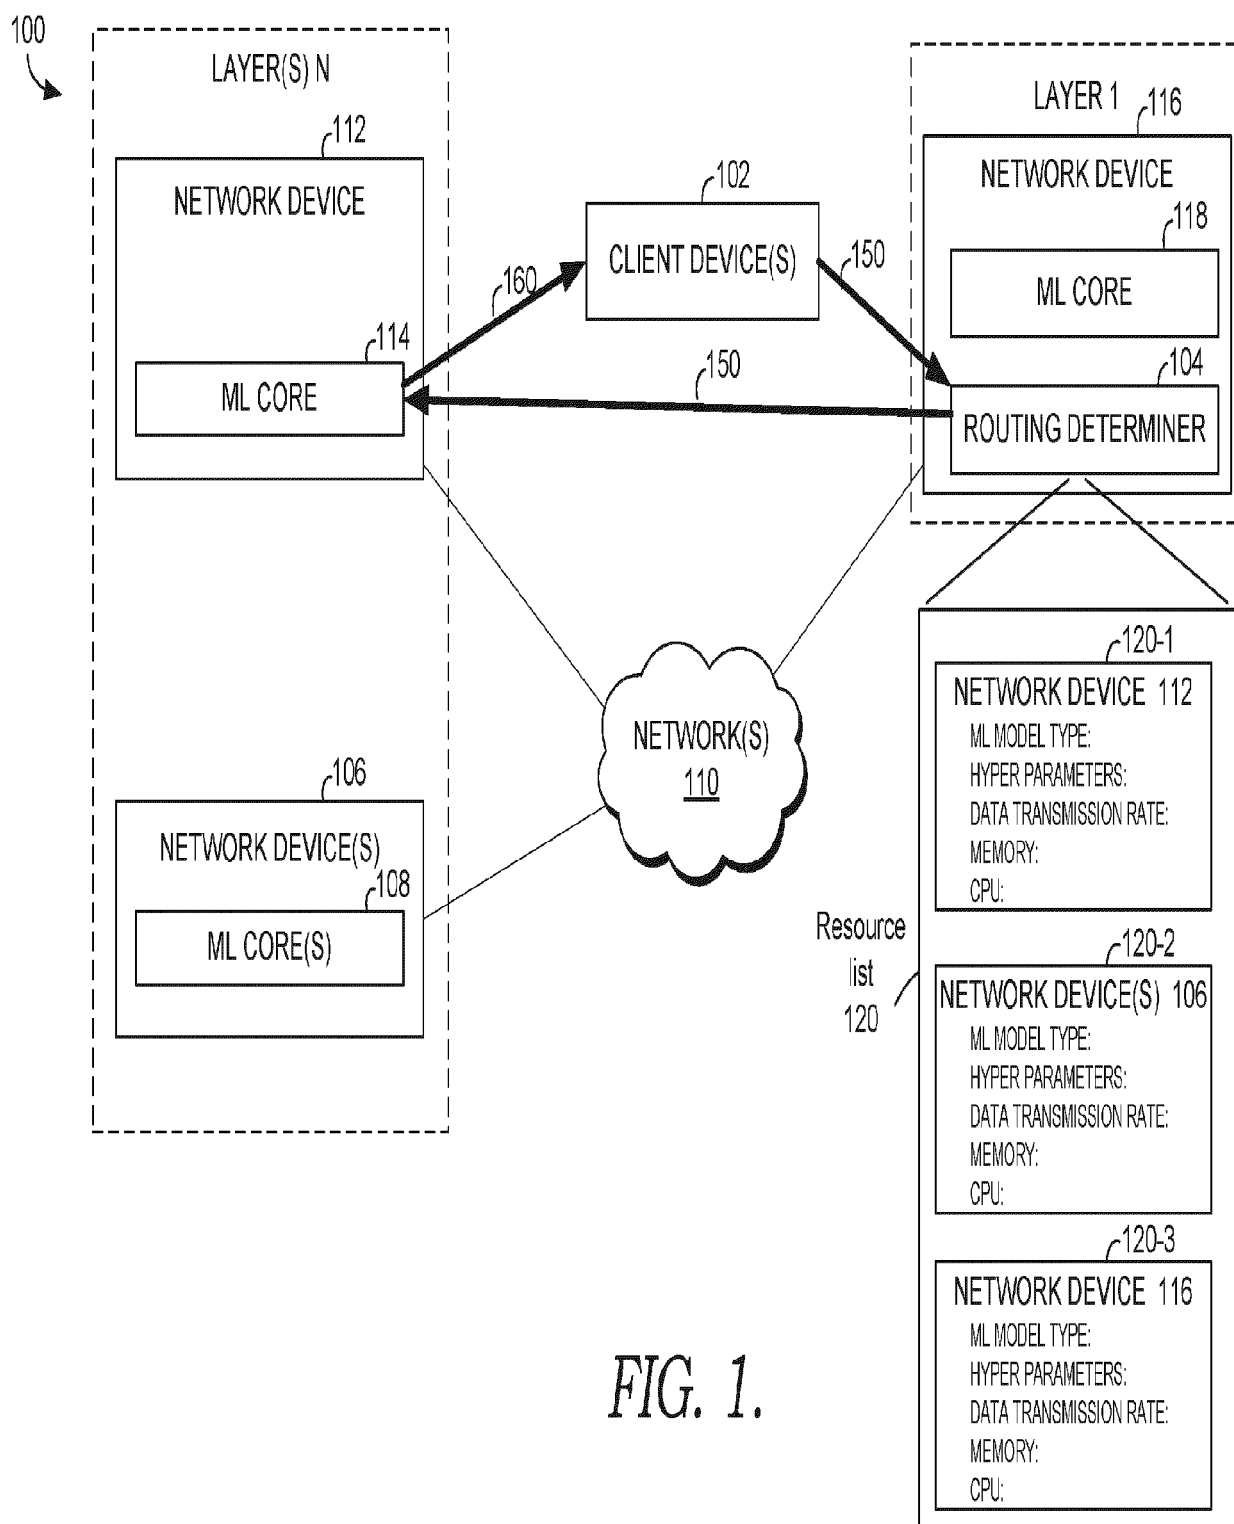 100
LAYER(S) N
112
NETWORK DEVICE
114
ML CORE
106
NETWORK DEVICE(S)
108
ML CORE(S)
102
CLIENT DEVICE(S)
160
150
150
NETWORK(S)
110
LAYER 1
116
NETWORK DEVICE
118
ML CORE
104
ROUTING DETERMINER
Resource
list
120
120-1
NETWORK DEVICE 112
ML MODEL TYPE:
HYPER PARAMETERS:
DATA TRANSMISSION RATE:
MEMORY:
CPU:
120-2
NETWORK DEVICE(S) 106
ML MODEL TYPE:
HYPER PARAMETERS:
DATA TRANSMISSION RATE:
MEMORY:
CPU:
120-3
NETWORK DEVICE 116
ML MODEL TYPE:
HYPER PARAMETERS:
DATA TRANSMISSION RATE:
MEMORY:
CPU:
FIG. 1.